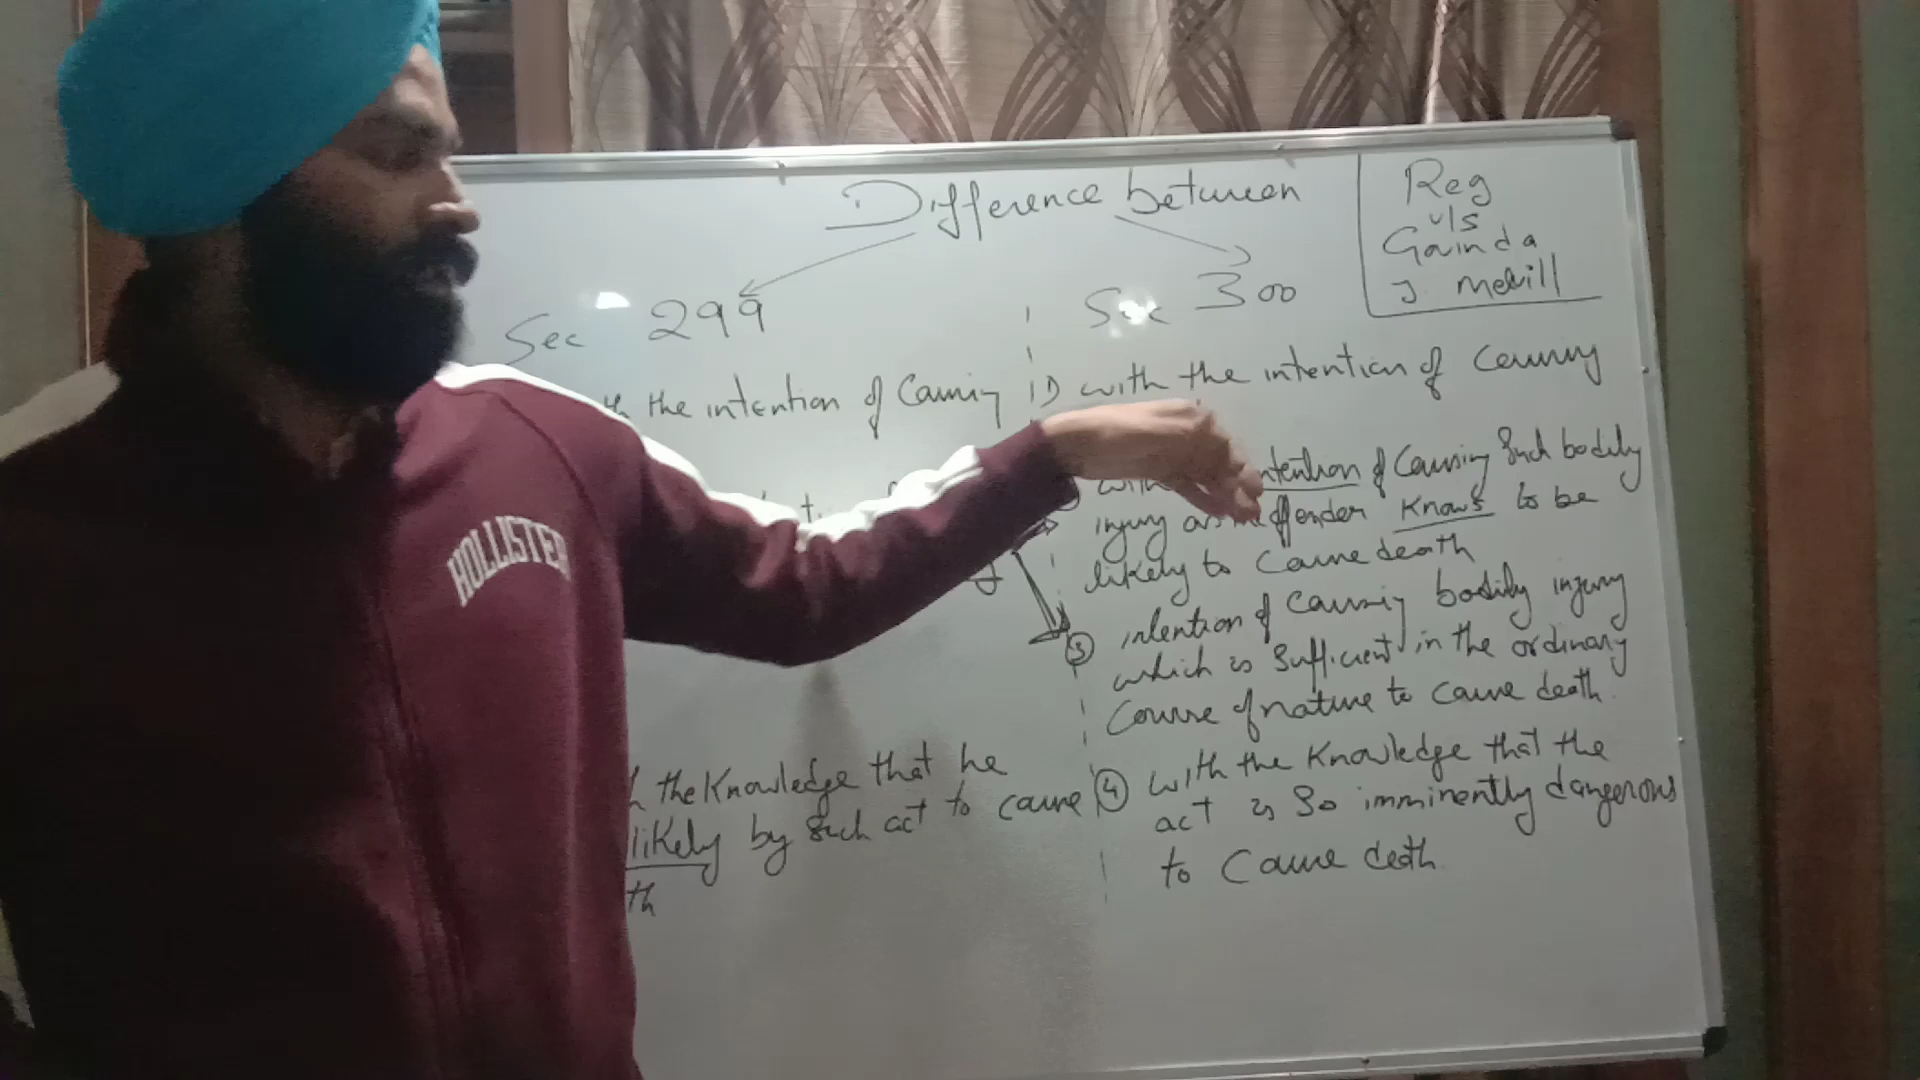 Difference between
Reg
v/s
Gainda
J. Melvill
Sec 299
Sec 300
the intention of Causing
1) with the intention of Causing
intention of Causing Such bodily
injury as offender Knows to be
likely to Cause death
3 intention of Causing bodily injury
which is Sufficient in the ordinary
Course of nature to Cause death.
the Knowledge that he
likely by Such act to cause
th
4 with the Knowledge that the
act is So imminently dangerous
to Cause death.
HOLLISTER